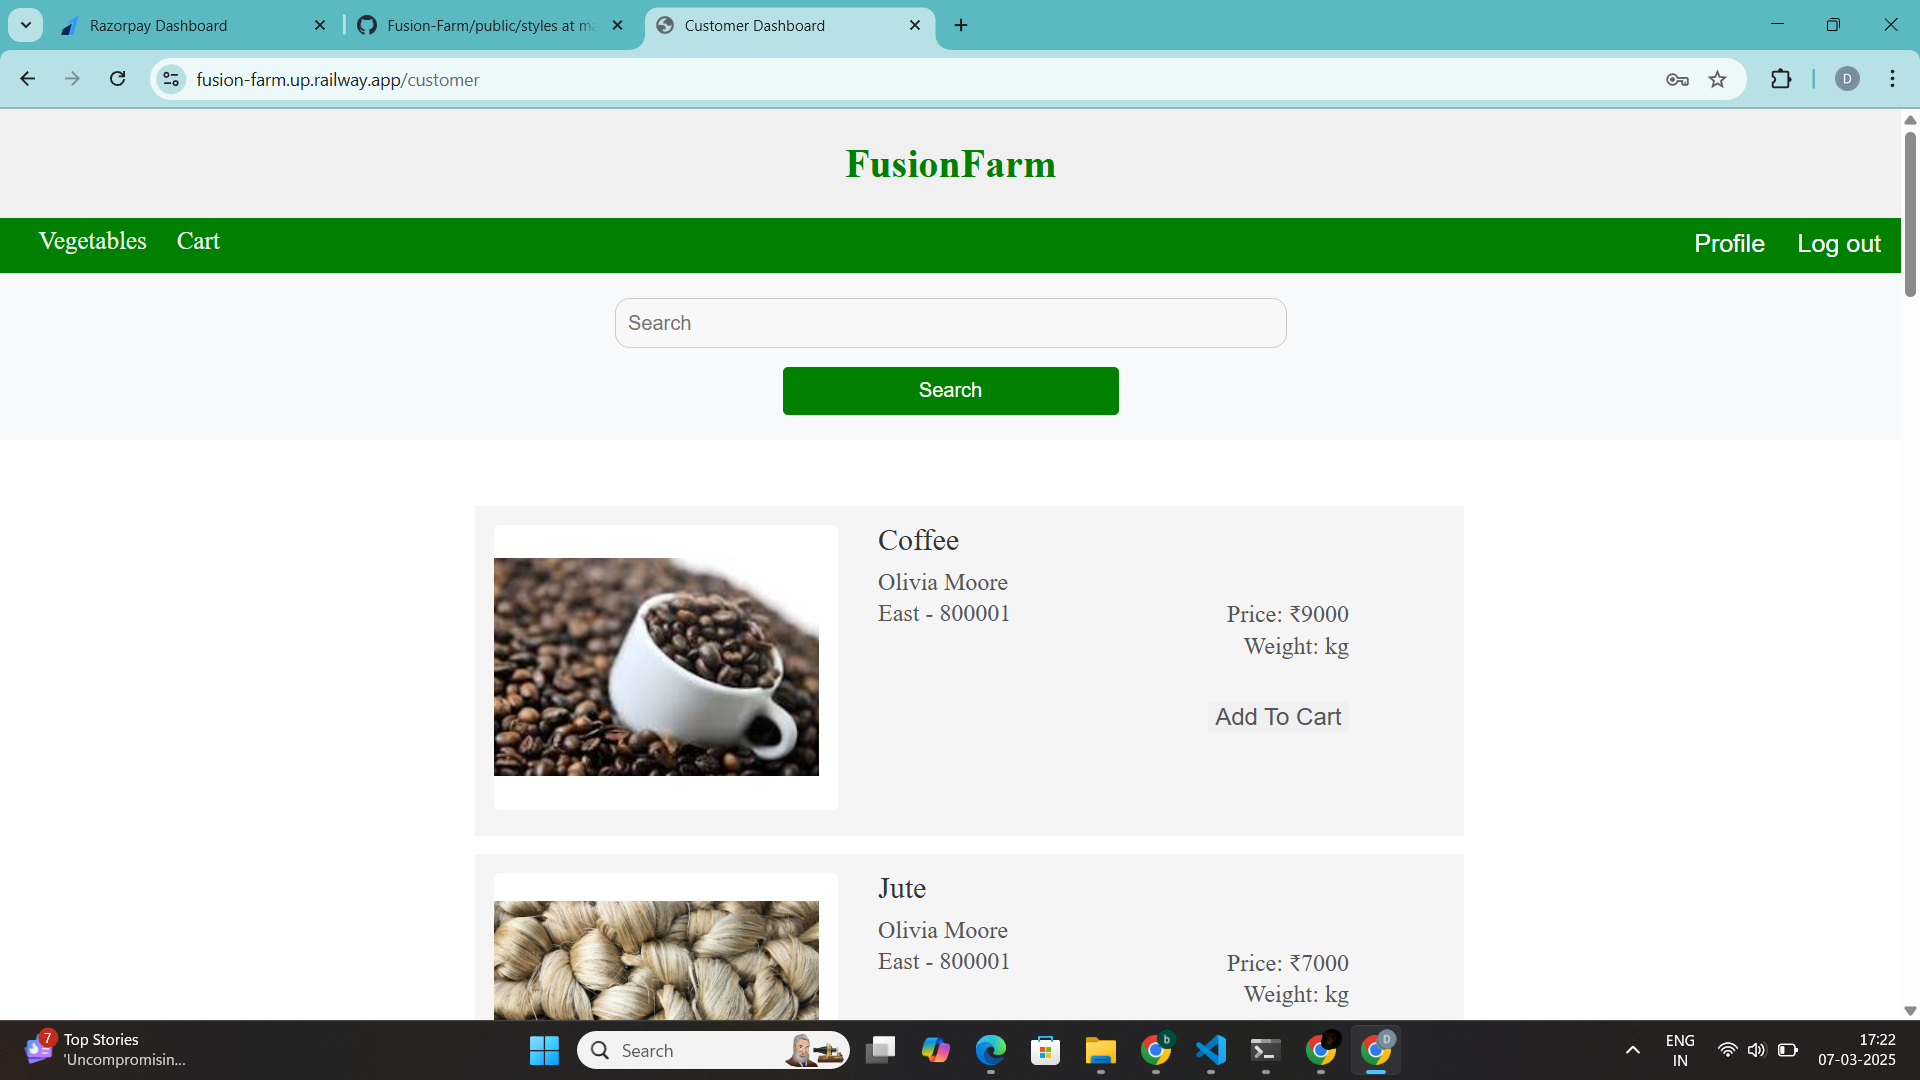 Razorpay Dashboard
Fusion-Farm/public/styles at ma
Customer Dashboard
fusion-farm.up.railway.app/customer
D
FusionFarm
Vegetables Cart Profile Log out
Search
Search
Coffee
Olivia Moore
East - 800001
Price: ₹9000
Weight: kg
Add To Cart
Jute
Olivia Moore
East - 800001
Price: ₹7000
Weight: kg
7
Top Stories
'Uncompromisin...
Search
b
D
ENG
IN
17:22
07-03-2025